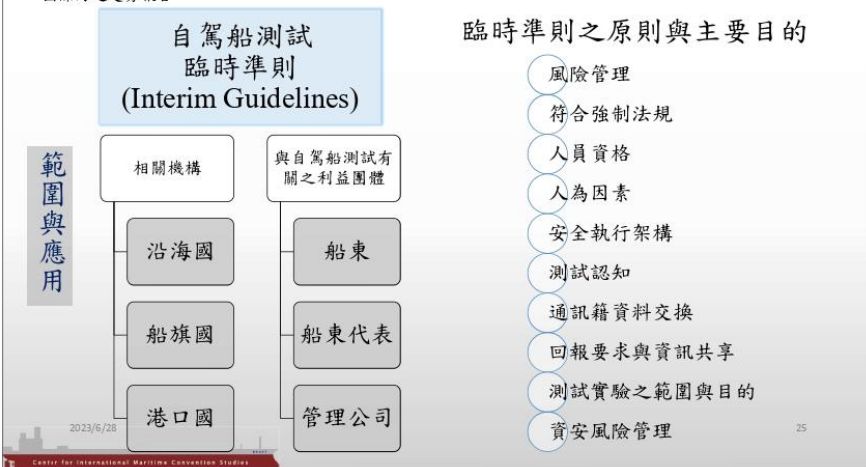 自駕船測試
臨時準則
(Interim Guidelines)
範圍與應用
相關機構
沿海國
船旗國
港口國
與自駕船測試有
關之利益團體
船東
船東代表
管理公司
臨時準則之原則與主要目的
風險管理
符合強制法規
人員資格
人為因素
安全執行架構
測試認知
通訊籍資料交換
回報要求與資訊共享
測試實驗之範圍與目的
資安風險管理
2023/6/28
25
Center for International Maritime Convention Studies